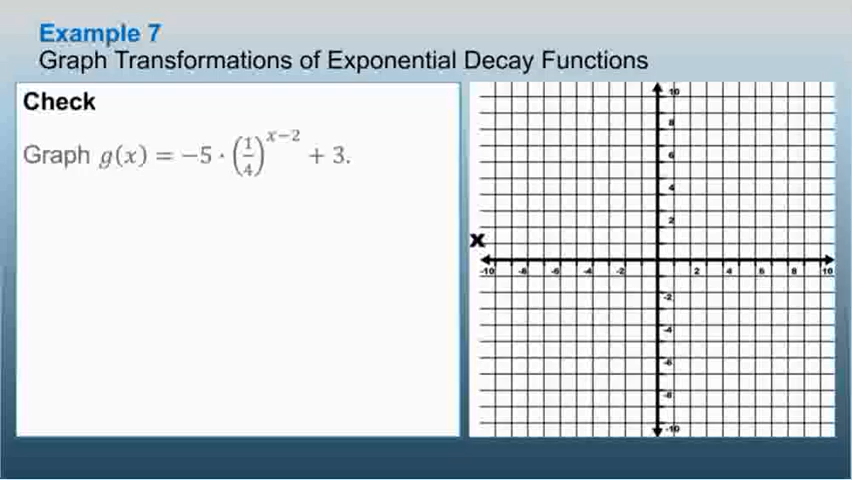 Example 7
Graph Transformations of Exponential Decay Functions
Check
Graph g(x) = −5 · (1/4)^(x−2) + 3.
10
8
6
4
2
x
-10 -8 -6 -4 -2 2 4 6 8 10
-2
-4
-6
-8
-10